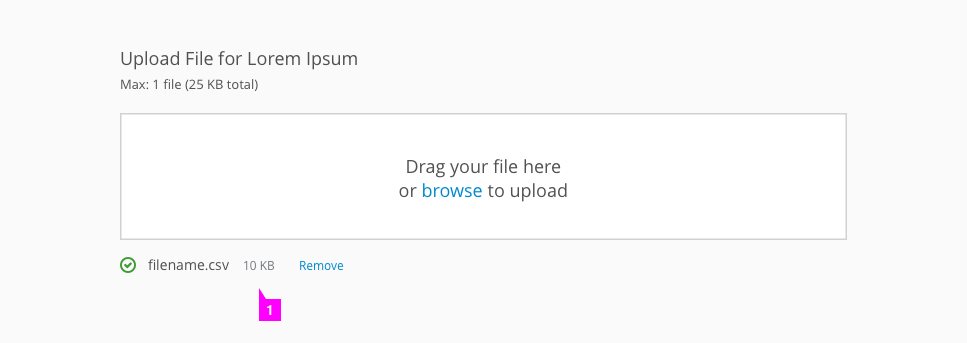 Upload File for Lorem Ipsum
Max: 1 file (25 KB total)
Drag your file here
or browse to upload
filename.csv 10 KB Remove
1